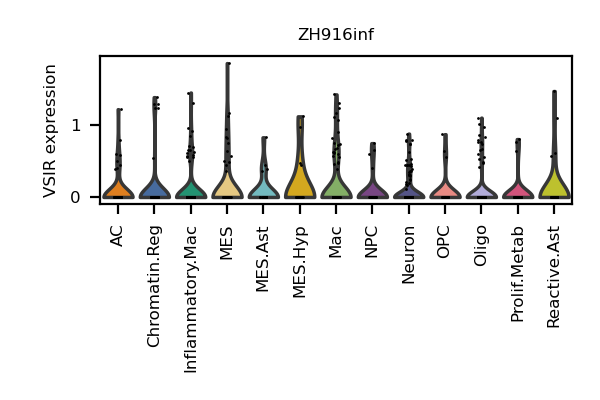 ZH916inf
VSIR expression
1
0
AC
Chromatin.Reg
Inflammatory.Mac
MES
MES.Ast
MES.Hyp
Mac
NPC
Neuron
OPC
Oligo
Prolif.Metab
Reactive.Ast